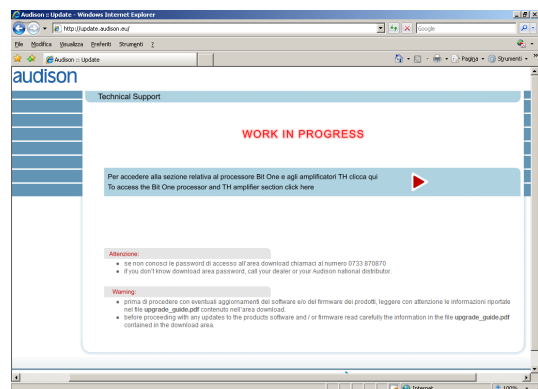 Audison :: Update - Windows Internet Explorer
http://update.audison.eu/
Google
File Modifica Visualizza Preferiti Strumenti ?
Audison :: Update
Pagina Strumenti
audison
Technical Support
WORK IN PROGRESS
Per accedere alla sezione relativa al processore Bit One e agli amplificatori TH clicca qui
To access the Bit One processor and TH amplifier section click here
Attenzione:
se non conosci le password di accesso all'area download chiamaci al numero 0733 870870
if you don't know download area password, call your dealer or your Audison national distributor.
Warning:
prima di procedere con eventuali aggiornamenti del software e/o del firmware dei prodotti, leggere con attenzione le informazioni riportate
nel file upgrade_guide.pdf contenuto nell'area download.
before proceeding with any updates to the products software and / or firmware read carefully the information in the file upgrade_guide.pdf
contained in the download area.
Internet
100%